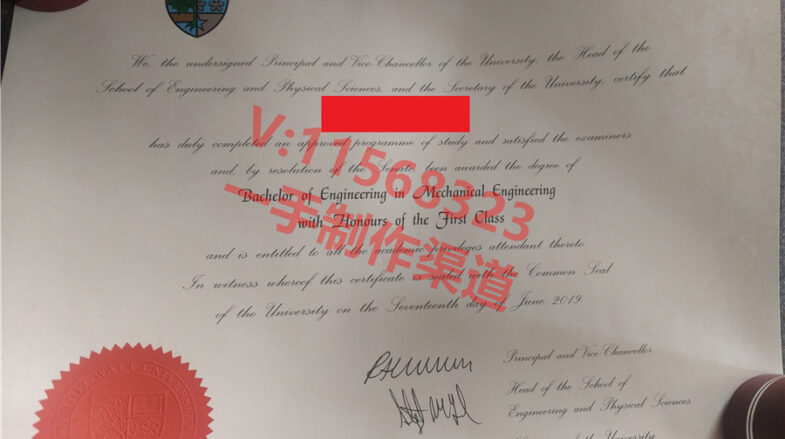 We, the undersigned Principal and Vice Chancellor of the University, the Head of the
School of Engineering and Physical Sciences, and the Secretary of the University, certify that
has duly completed an approved programme of study and satisfied the examiners
and, by resolution of the Senate, been awarded the degree of
Bachelor of Engineering in Mechanical Engineering
with Honours of the First Class
and is entitled to all the academic privileges attendant thereto.
In witness whereof this certificate is sealed with the Common Seal
of the University on the Seventeenth day of June 2019
V:11568323
一手制作渠道
Principal and Vice Chancellor
Head of the School of
Engineering and Physical Sciences